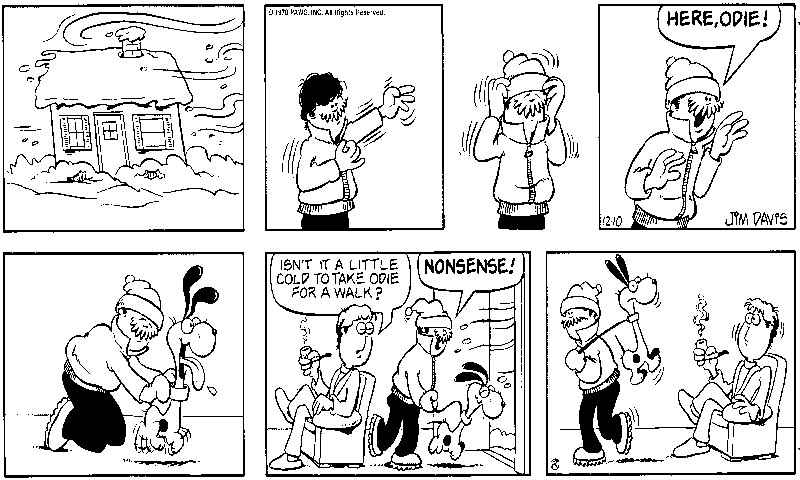 © 1978 PAWS, INC. All Rights Reserved.
HERE, ODIE!
12-10
JIM DAVIS
ISN'T IT A LITTLE
COLD TO TAKE ODIE
FOR A WALK?
NONSENSE!